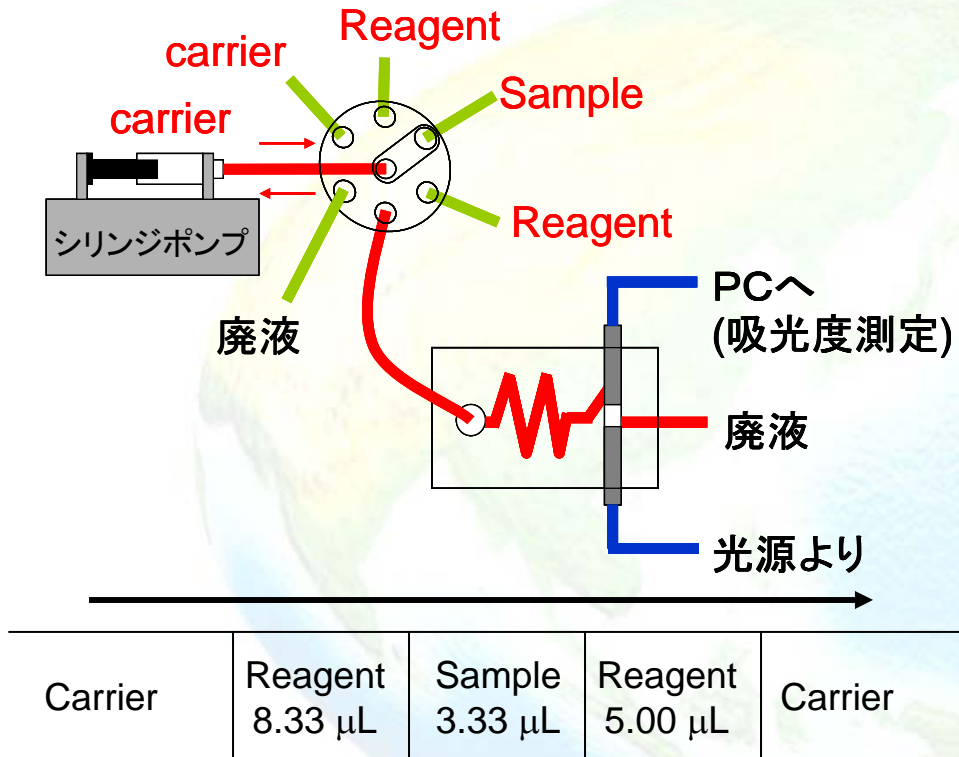 Reagent
carrier
Sample
carrier
シリンジポンプ
Reagent
廃液
PCへ
(吸光度測定)
廃液
光源より
Carrier
Reagent
8.33 μL
Sample
3.33 μL
Reagent
5.00 μL
Carrier